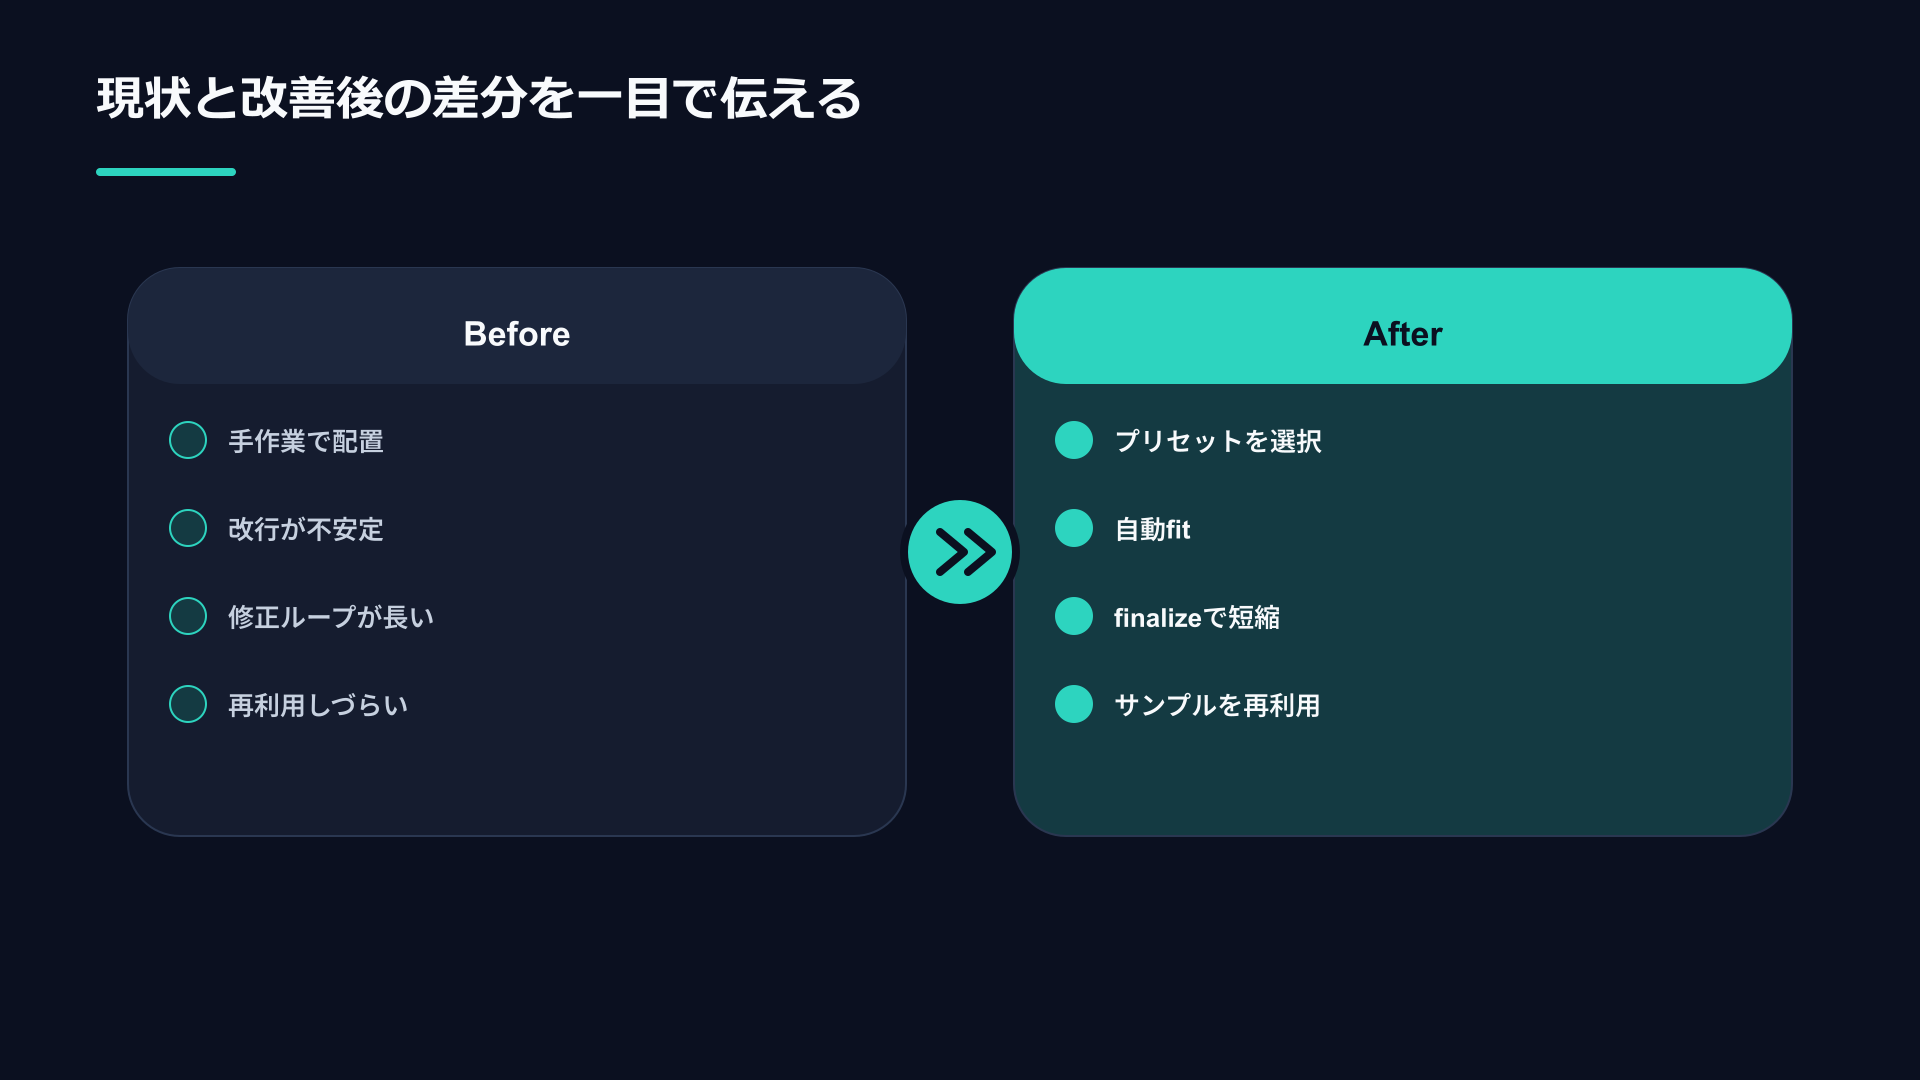 現状と改善後の差分を一目で伝える
Before
手作業で配置
改行が不安定
修正ループが長い
再利用しづらい
After
プリセットを選択
自動fit
finalizeで短縮
サンプルを再利用